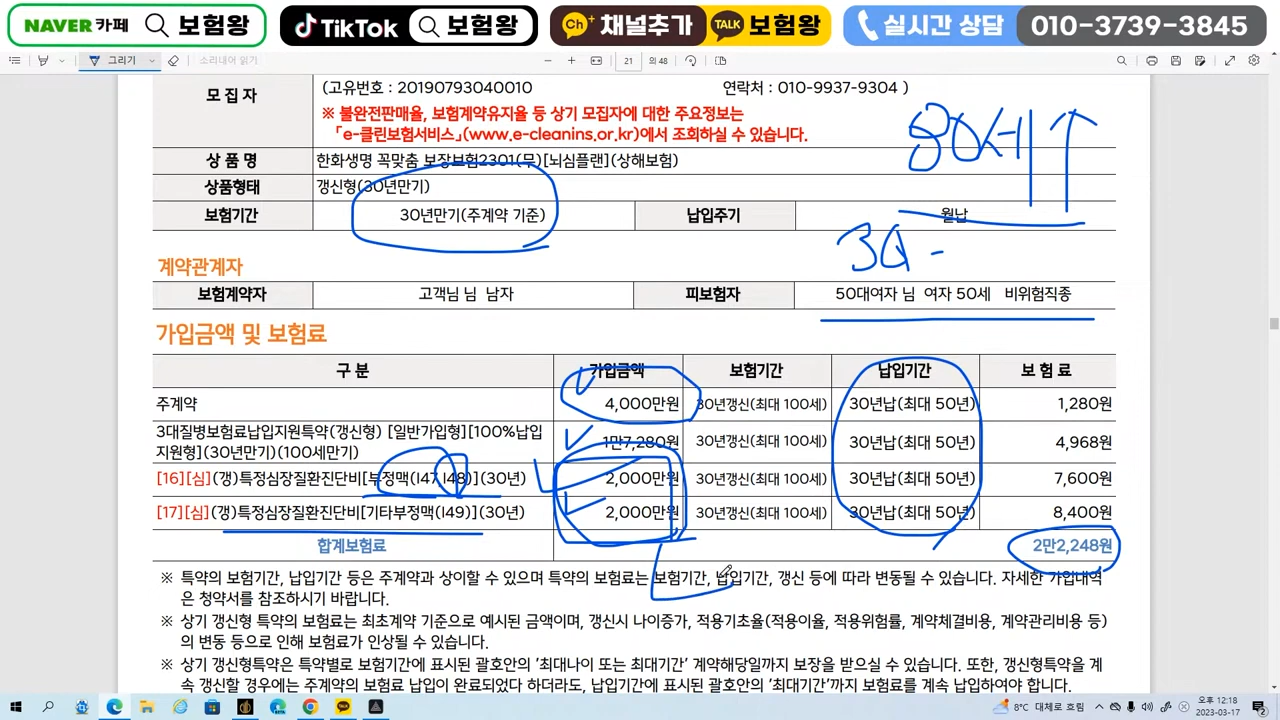 NAVER 카페 보험왕 TikTok 보험왕 Ch+ 채널추가 TALK 보험왕 실시간 상담 010-3739-3845
그리기 소리내어 읽기 21 의 48
모 집 자 (고유번호 : 20190793040010 연락처 : 010-9937-9304 )
※ 불완전판매율, 보험계약유지율 등 상기 모집자에 대한 주요정보는
「e-클린보험서비스」(www.e-cleanins.or.kr)에서 조회하실 수 있습니다.
80세↑
상 품 명 한화생명 꼭맞춤 보장보험2301(무)[뇌심플랜](상해보험)
상품형태 갱신형(30년만기)
보험기간 30년만기(주계약 기준) 납입주기 월납
30 -
계약관계자
보험계약자 고객님 님 남자 피보험자 50대여자 님 여자 50세 비위험직종
가입금액 및 보험료
구 분 가입금액 보험기간 납입기간 보 험 료
주계약 4,000만원 30년갱신(최대 100세) 30년납(최대 50년) 1,280원
3대질병보험료납입지원특약(갱신형) [일반가입형][100%납입
지원형](30년만기)(100세만기) 1만7,280원 30년갱신(최대 100세) 30년납(최대 50년) 4,968원
[16][심](갱)특정심장질환진단비[부정맥(I47,I48)](30년) 2,000만원 30년갱신(최대 100세) 30년납(최대 50년) 7,600원
[17][심](갱)특정심장질환진단비[기타부정맥(I49)](30년) 2,000만원 30년갱신(최대 100세) 30년납(최대 50년) 8,400원
합계보험료 2만2,248원
※ 특약의 보험기간, 납입기간 등은 주계약과 상이할 수 있으며 특약의 보험료는 보험기간, 납입기간, 갱신 등에 따라 변동될 수 있습니다. 자세한 가입내역
은 청약서를 참조하시기 바랍니다.
※ 상기 갱신형 특약의 보험료는 최초계약 기준으로 예시된 금액이며, 갱신시 나이증가, 적용기초율(적용이율, 적용위험률, 계약체결비용, 계약관리비용 등)
의 변동 등으로 인해 보험료가 인상될 수 있습니다.
※ 상기 갱신형특약은 특약별로 보험기간에 표시된 괄호안의 '최대나이 또는 최대기간' 계약해당일까지 보장을 받으실 수 있습니다. 또한, 갱신형특약을 계
속 갱신할 경우에는 주계약의 보험료 납입이 완료되었다 하더라도, 납입기간에 표시된 괄호안의 '최대기간'까지 보험료를 계속 납입하여야 합니다.
8°C 대체로 흐림 오후 12:18
2023-03-17